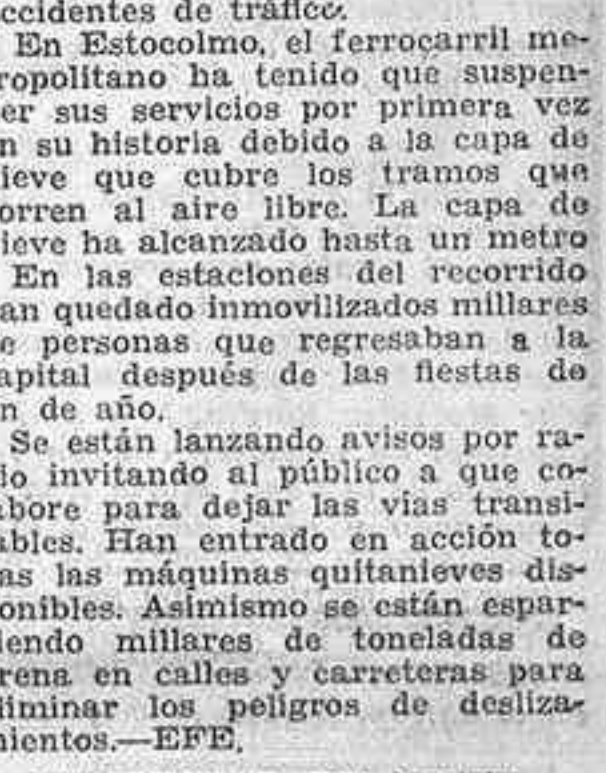 ccidentes de tráfico.
En Estocolmo, el ferrocarril me-
ropolitano ha tenido que suspen-
er sus servicios por primera vez
n su historia debido a la capa de
ieve que cubre los tramos que
orren al aire libre. La capa de
ieve ha alcanzado hasta un metro
En las estaciones del recorrido
an quedado inmovilizados millares
e personas que regresaban a la
apital después de las fiestas de
n de año.
Se están lanzando avisos por ra-
io invitando al público a que co-
abore para dejar las vías transi-
ables. Han entrado en acción to-
as las máquinas quitanieves dis-
onibles. Asimismo se están espar-
iendo millares de toneladas de
rena en calles y carreteras para
liminar los peligros de desliza-
mientos.—EFE.